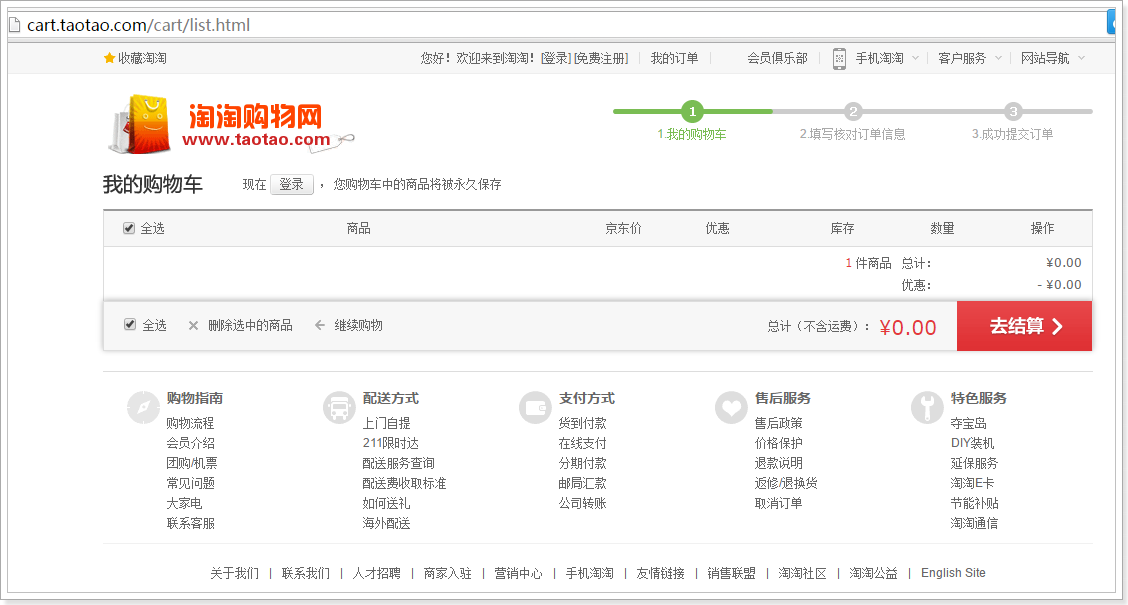 cart.taotao.com/cart/list.html
收藏淘淘 您好！欢迎来到淘淘！[登录] [免费注册] 我的订单 会员俱乐部 手机淘淘 客户服务 网站导航
淘淘购物网
www.taotao.com
1 2 3
1.我的购物车 2.填写核对订单信息 3.成功提交订单
我的购物车 现在 登录 ，您购物车中的商品将被永久保存
全选 商品 京东价 优惠 库存 数量 操作
1 件商品 总计： ¥0.00
优惠： - ¥0.00
全选 删除选中的商品 继续购物 总计（不含运费）： ¥0.00 去结算
购物指南 配送方式 支付方式 售后服务 特色服务
购物流程 上门自提 货到付款 售后政策 夺宝岛
会员介绍 211限时达 在线支付 价格保护 DIY装机
团购/机票 配送服务查询 分期付款 退款说明 延保服务
常见问题 配送费收取标准 邮局汇款 返修/退换货 淘淘E卡
大家电 如何送礼 公司转账 取消订单 节能补贴
联系客服 海外配送 淘淘通信
关于我们 | 联系我们 | 人才招聘 | 商家入驻 | 营销中心 | 手机淘淘 | 友情链接 | 销售联盟 | 淘淘社区 | 淘淘公益 | English Site